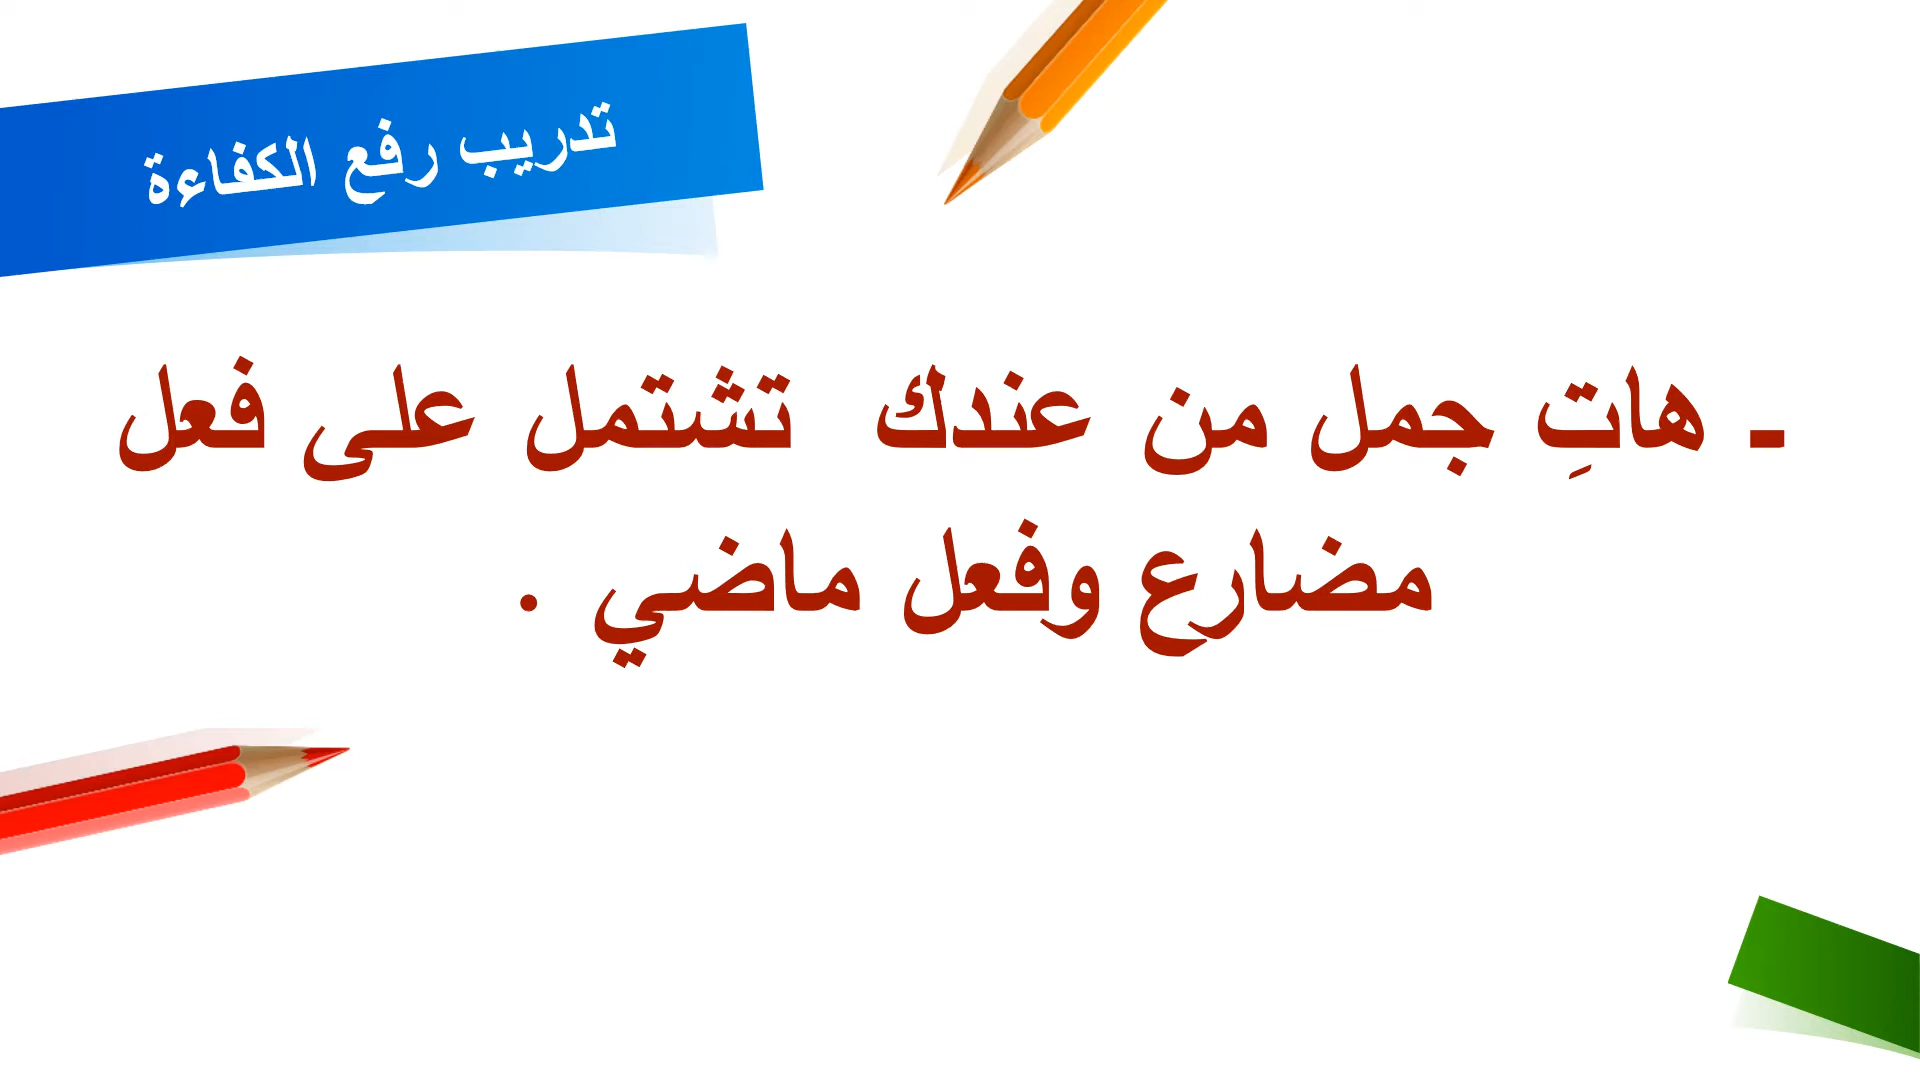 تدريب رفع الكفاءة
- هاتِ جمل من عندك تشتمل على فعل
مضارع وفعل ماضي .